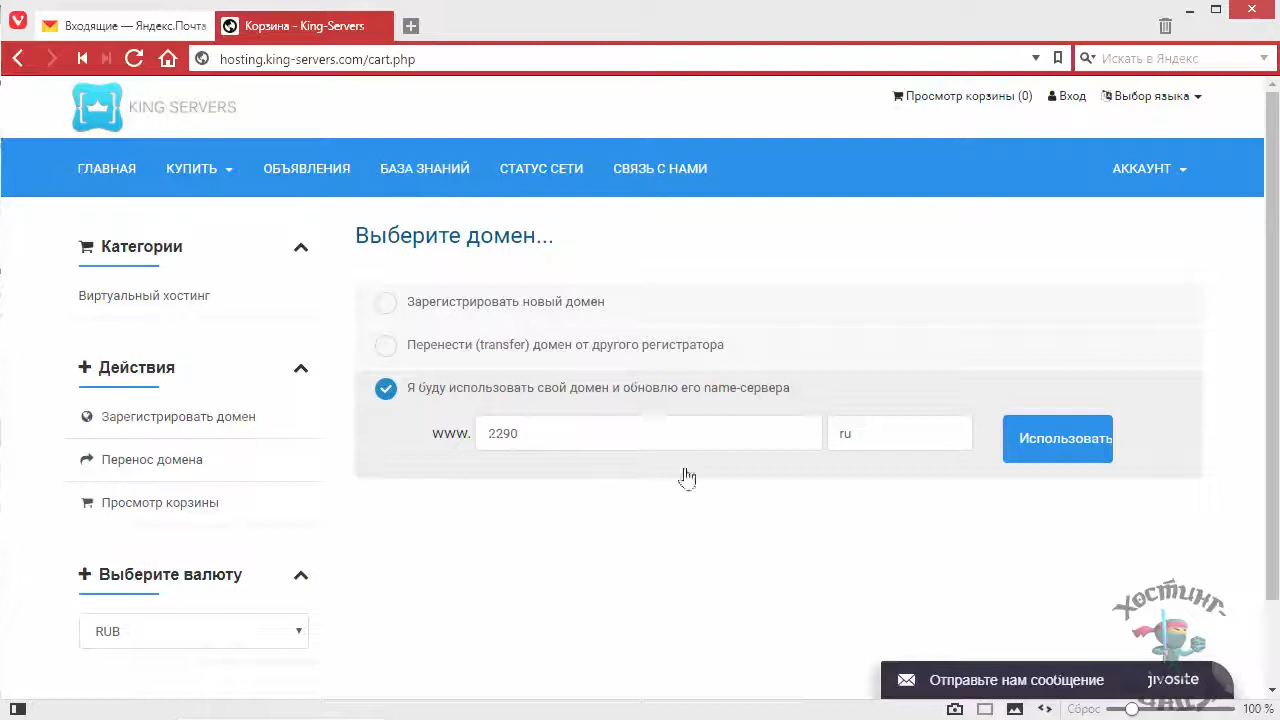 Входящие — Яндекс.Почта
Корзина - King-Servers
hosting.king-servers.com/cart.php
Искать в Яндекс
KING SERVERS
Просмотр корзины (0)
Вход
Выбор языка
ГЛАВНАЯ
КУПИТЬ
ОБЪЯВЛЕНИЯ
БАЗА ЗНАНИЙ
СТАТУС СЕТИ
СВЯЗЬ С НАМИ
АККАУНТ
Категории
Виртуальный хостинг
Действия
Зарегистрировать домен
Перенос домена
Просмотр корзины
Выберите валюту
RUB
Выберите домен...
Зарегистрировать новый домен
Перенести (transfer) домен от другого регистратора
Я буду использовать свой домен и обновлю его name-сервера
www.
2290
ru
Использовать
Хостинг-
Отправьте нам сообщение
jivosite
Сброс
100 %